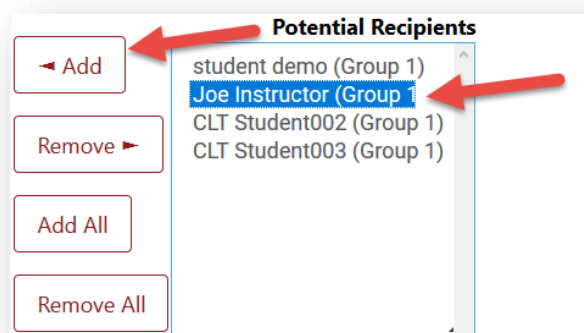 Potential Recipients
◄ Add
Remove ►
Add All
Remove All
student demo (Group 1)
Joe Instructor (Group 1
CLT Student002 (Group 1)
CLT Student003 (Group 1)